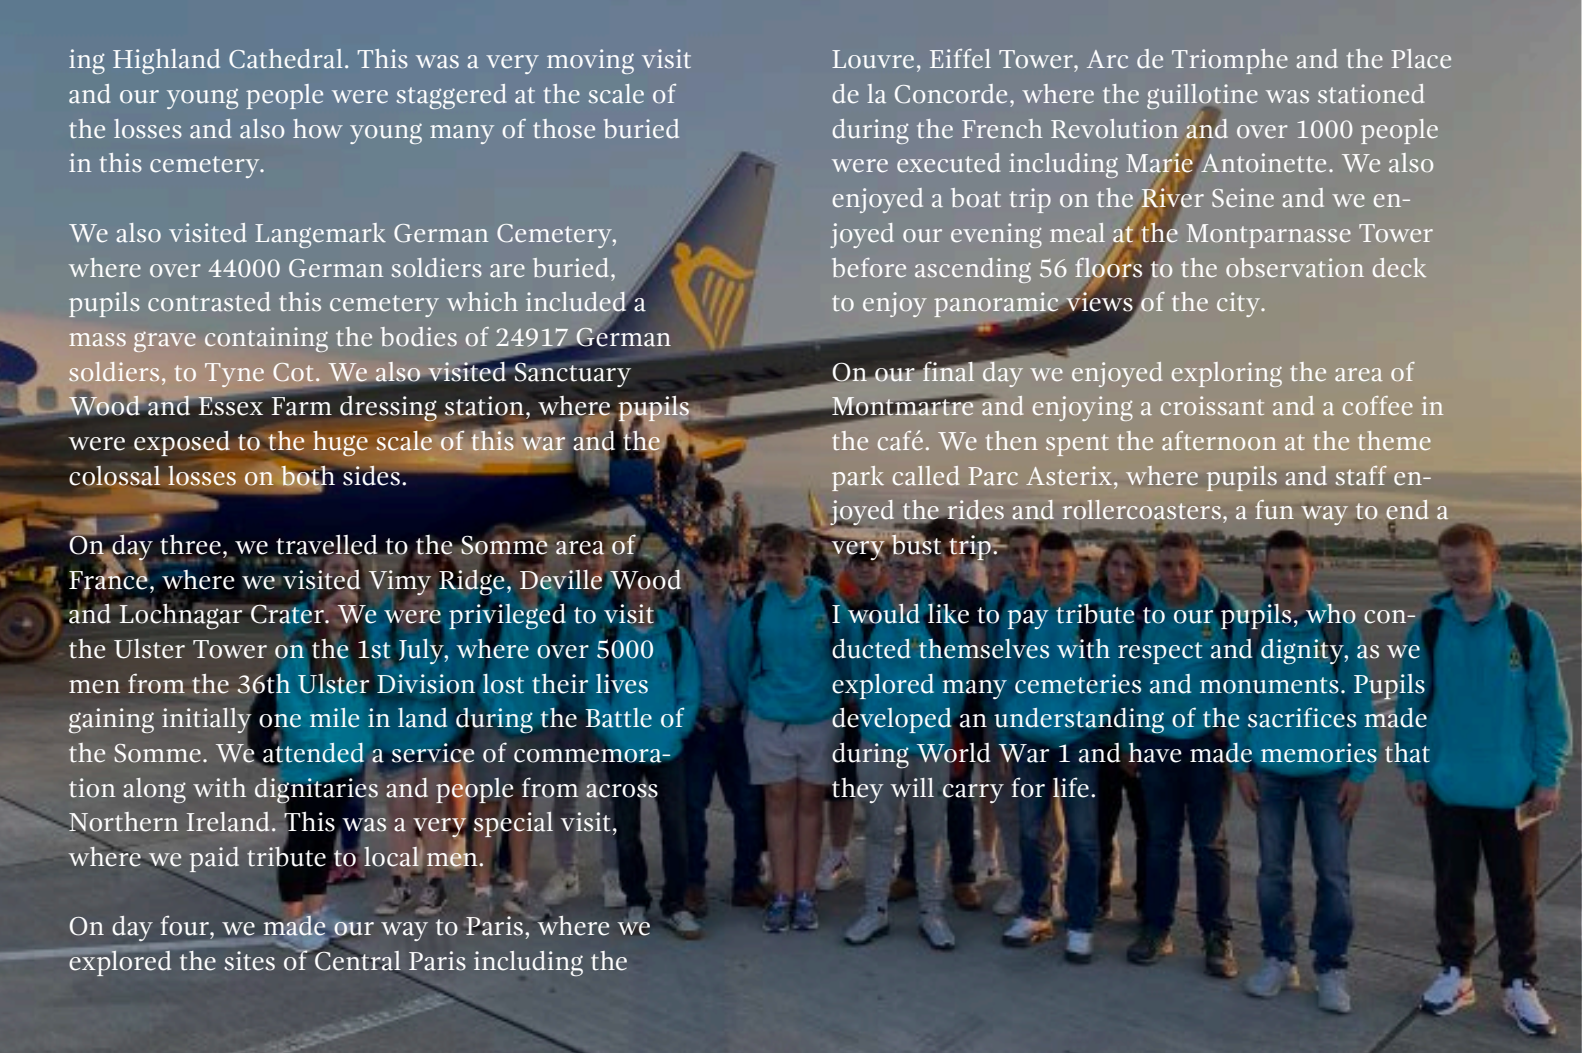 ing Highland Cathedral. This was a very moving visit
and our young people were staggered at the scale of
the losses and also how young many of those buried
in this cemetery.
We also visited Langemark German Cemetery,
where over 44000 German soldiers are buried,
pupils contrasted this cemetery which included a
mass grave containing the bodies of 24917 German
soldiers, to Tyne Cot. We also visited Sanctuary
Wood and Essex Farm dressing station, where pupils
were exposed to the huge scale of this war and the
colossal losses on both sides.
On day three, we travelled to the Somme area of
France, where we visited Vimy Ridge, Deville Wood
and Lochnagar Crater. We were privileged to visit
the Ulster Tower on the 1st July, where over 5000
men from the 36th Ulster Division lost their lives
gaining initially one mile in land during the Battle of
the Somme. We attended a service of commemora-
tion along with dignitaries and people from across
Northern Ireland. This was a very special visit,
where we paid tribute to local men.
On day four, we made our way to Paris, where we
explored the sites of Central Paris including the
Louvre, Eiffel Tower, Arc de Triomphe and the Place
de la Concorde, where the guillotine was stationed
during the French Revolution and over 1000 people
were executed including Marie Antoinette. We also
enjoyed a boat trip on the River Seine and we en-
joyed our evening meal at the Montparnasse Tower
before ascending 56 floors to the observation deck
to enjoy panoramic views of the city.
On our final day we enjoyed exploring the area of
Montmartre and enjoying a croissant and a coffee in
the café. We then spent the afternoon at the theme
park called Parc Asterix, where pupils and staff en-
joyed the rides and rollercoasters, a fun way to end a
very bust trip.
I would like to pay tribute to our pupils, who con-
ducted themselves with respect and dignity, as we
explored many cemeteries and monuments. Pupils
developed an understanding of the sacrifices made
during World War 1 and have made memories that
they will carry for life.